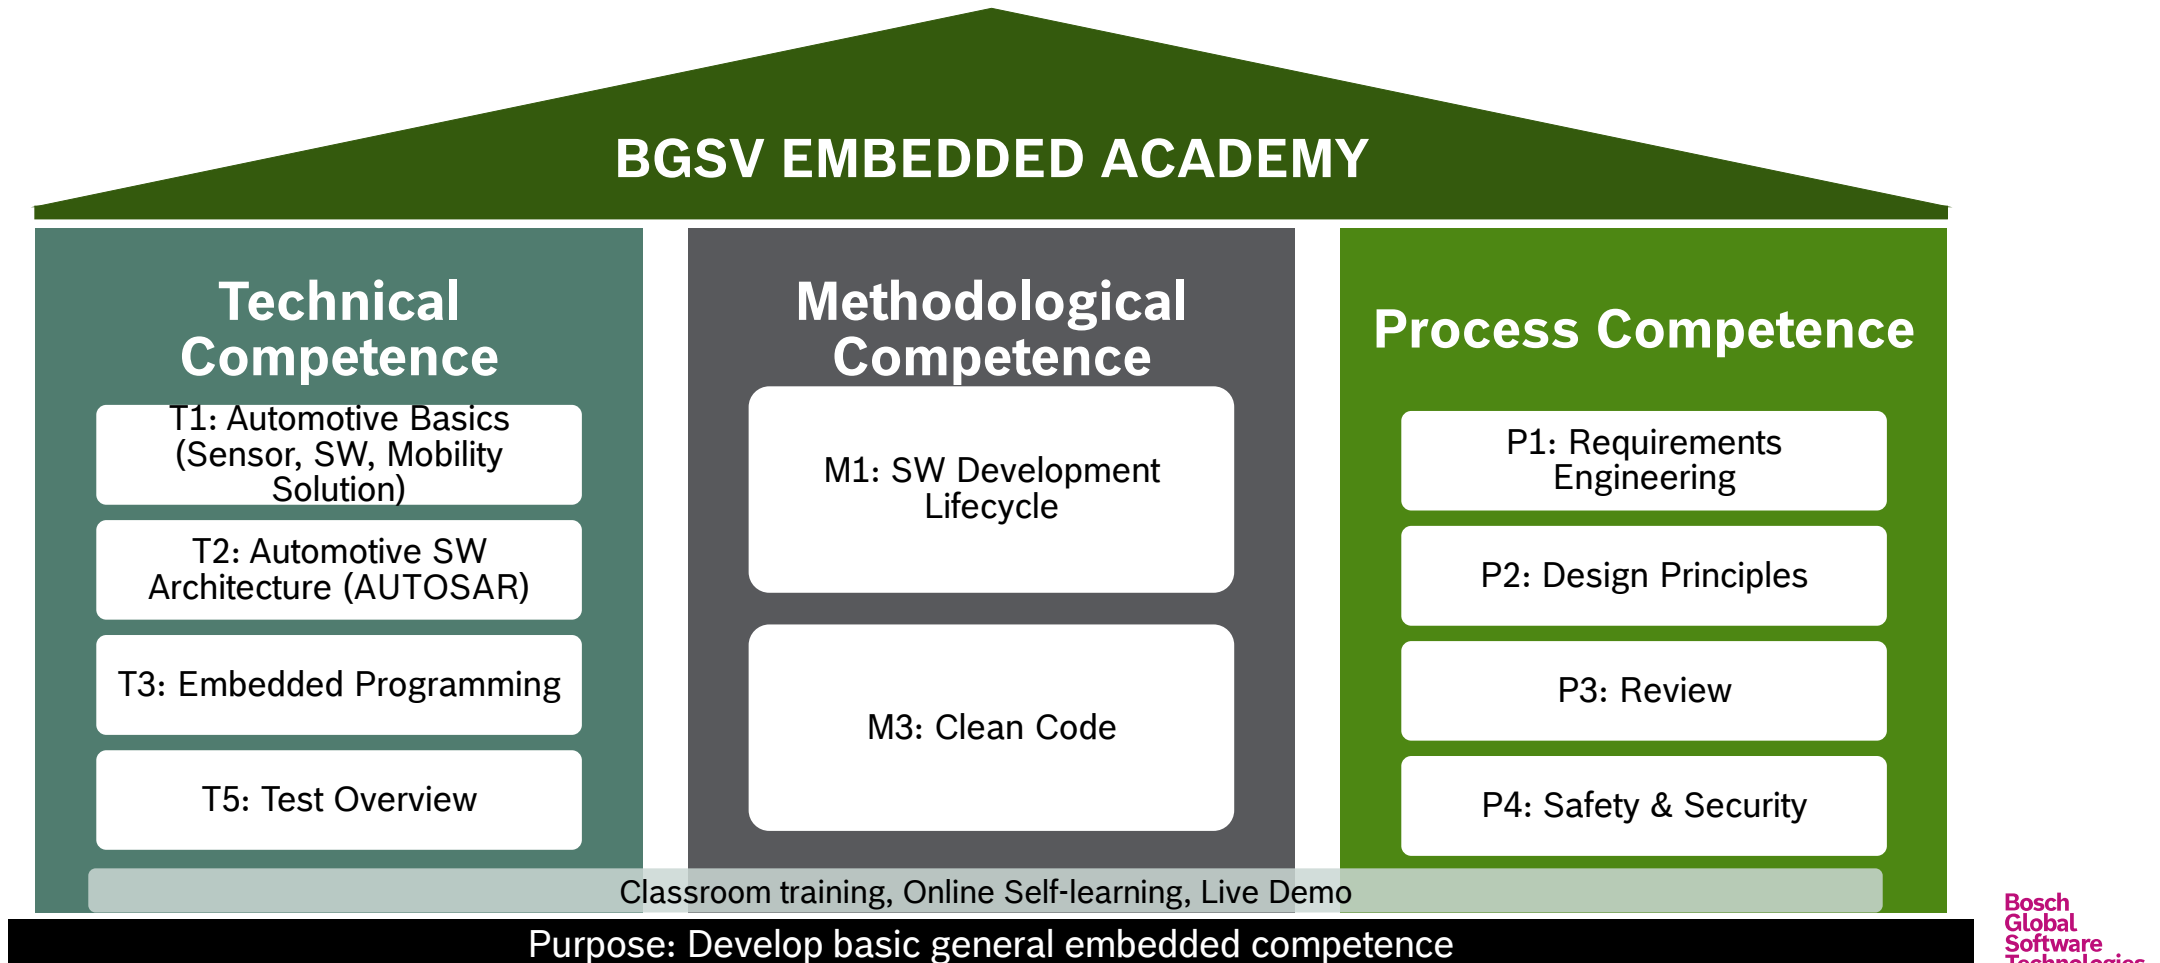 BGSV EMBEDDED ACADEMY
Technical
Competence
T1: Automotive Basics
(Sensor, SW, Mobility
Solution)
T2: Automotive SW
Architecture (AUTOSAR)
T3: Embedded Programming
T5: Test Overview
Methodological
Competence
M1: SW Development
Lifecycle
M3: Clean Code
Process Competence
P1: Requirements
Engineering
P2: Design Principles
P3: Review
P4: Safety & Security
Classroom training, Online Self-learning, Live Demo
Purpose: Develop basic general embedded competence
Bosch
Global
Software
Technologies